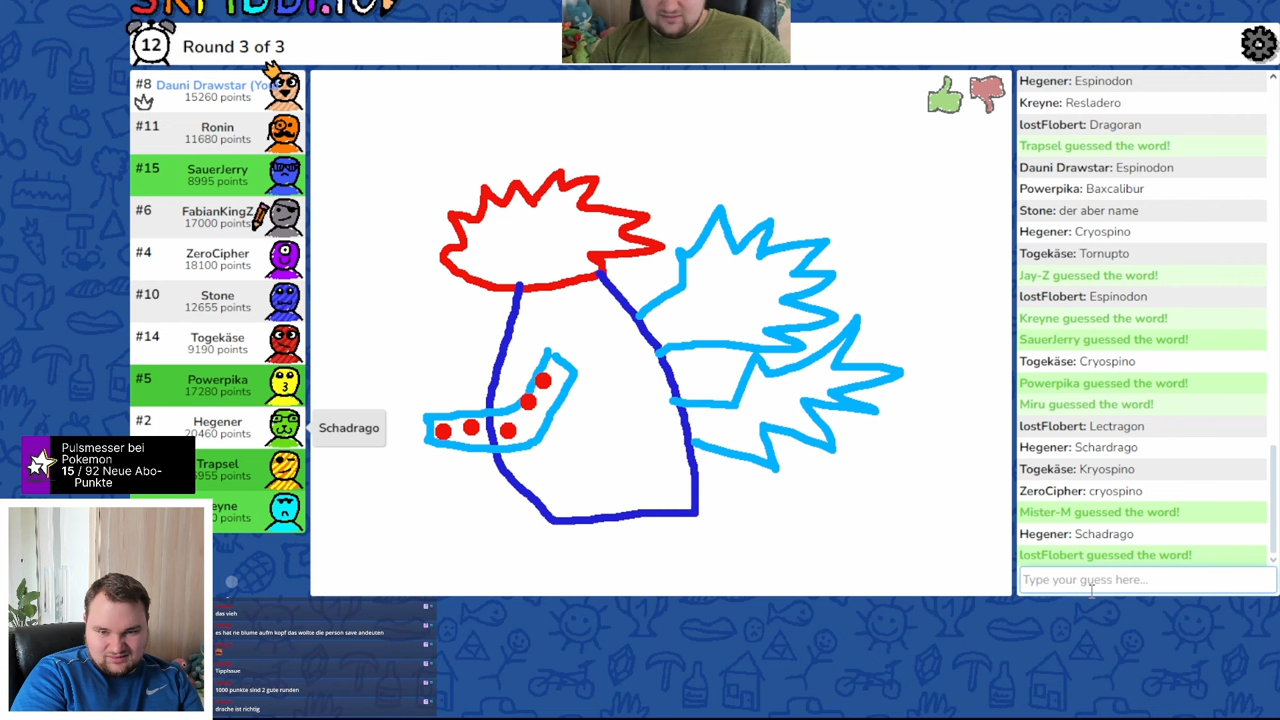 SKRIBBL.IO
12
Round 3 of 3
#8 Dauni Drawstar (You)
15260 points
#11 Ronin
11680 points
#15 SauerJerry
8995 points
#6 FabianKingZ
17000 points
#4 ZeroCipher
18100 points
#10 Stone
12655 points
#14 Togekäse
9190 points
#5 Powerpika
17280 points
#2 Hegener
20460 points
Schadrago
Trapsel
Pulsmesser bei
Pokemon
15 / 92 Neue Abo-
Punkte
das vieh
es hat ne blume aufm kopf das wollte die person save andeuten
1000 punkte sind 2 gute runden
drache ist richtig
Hegener: Espinodon
Kreyne: Resladero
lostFlobert: Dragoran
Trapsel guessed the word!
Dauni Drawstar: Espinodon
Powerpika: Baxcalibur
Stone: der aber name
Hegener: Cryospino
Togekäse: Tornupto
Jay-Z guessed the word!
lostFlobert: Espinodon
Kreyne guessed the word!
SauerJerry guessed the word!
Togekäse: Cryospino
Powerpika guessed the word!
Miru guessed the word!
lostFlobert: Lectragon
Hegener: Schardrago
Togekäse: Kryospino
ZeroCipher: cryospino
Mister-M guessed the word!
Hegener: Schadrago
lostFlobert guessed the word!
Type your guess here...